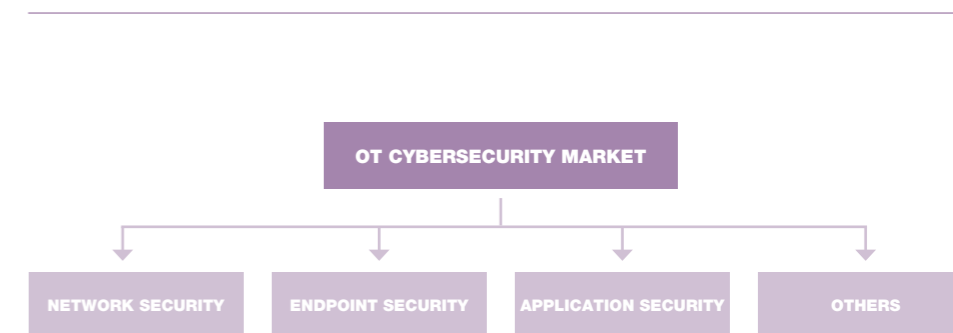 OT CYBERSECURITY MARKET
NETWORK SECURITY
ENDPOINT SECURITY
APPLICATION SECURITY
OTHERS